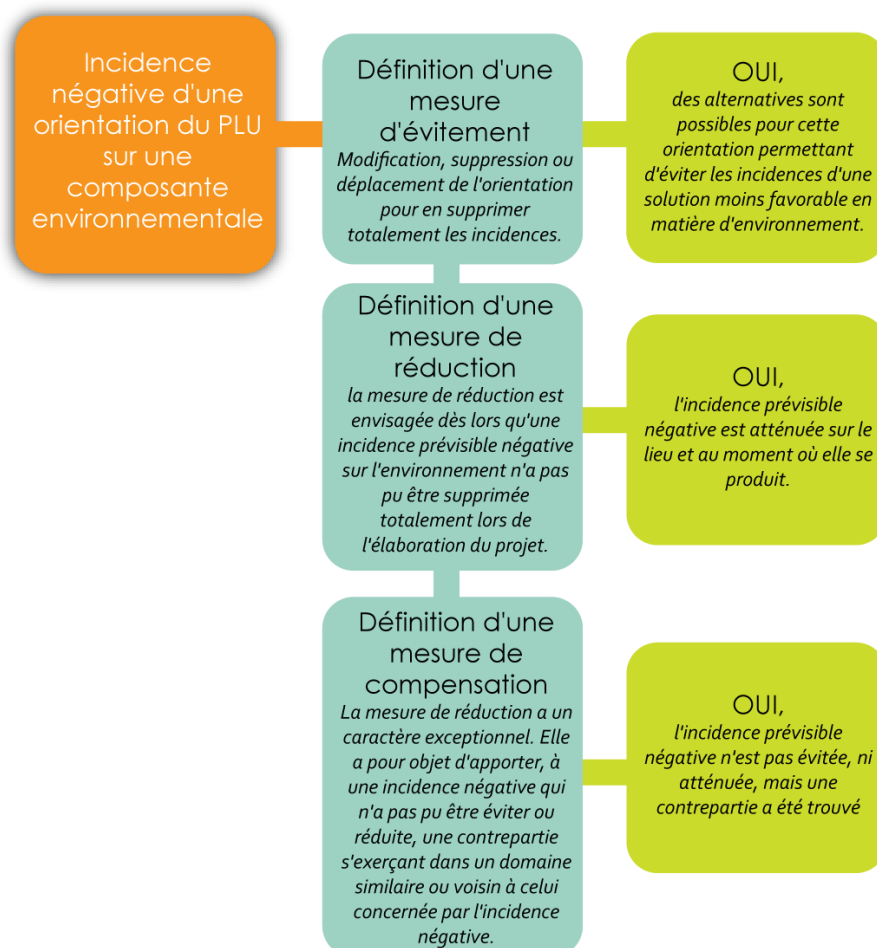 Incidence
négative d'une
orientation du PLU
sur une
composante
environnementale
Définition d'une
mesure
d'évitement
Modification, suppression ou
déplacement de l'orientation
pour en supprimer
totalement les incidences.
OUI,
des alternatives sont
possibles pour cette
orientation permettant
d'éviter les incidences d'une
solution moins favorable en
matière d'environnement.
Définition d'une
mesure de
réduction
la mesure de réduction est
envisagée dès lors qu'une
incidence prévisible négative
sur l'environnement n'a pas
pu être supprimée
totalement lors de
l'élaboration du projet.
OUI,
l'incidence prévisible
négative est atténuée sur le
lieu et au moment où elle se
produit.
Définition d'une
mesure de
compensation
La mesure de réduction a un
caractère exceptionnel. Elle
a pour objet d'apporter, à
une incidence négative qui
n'a pas pu être éviter ou
réduite, une contrepartie
s'exerçant dans un domaine
similaire ou voisin à celui
concernée par l'incidence
négative.
OUI,
l'incidence prévisible
négative n'est pas évitée, ni
atténuée, mais une
contrepartie a été trouvé